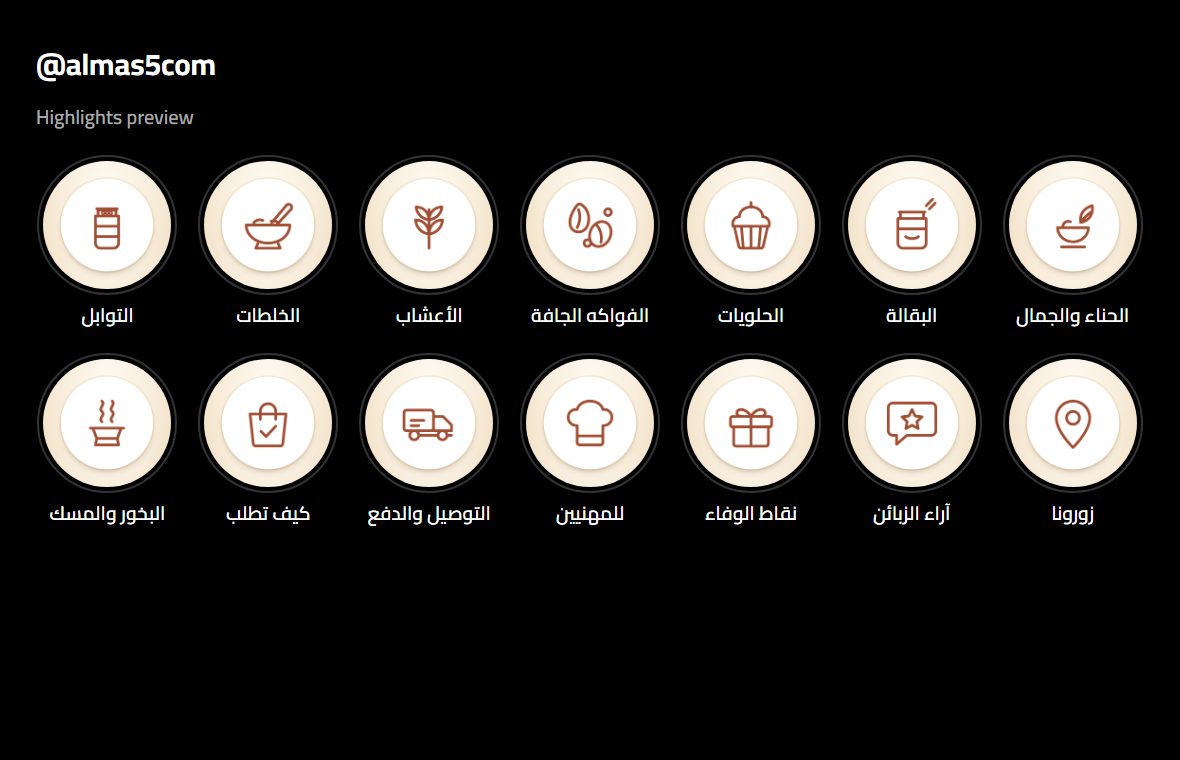 @almas5com
Highlights preview
التوابل
الخلطات
الأعشاب
الفواكه الجافة
الحلويات
البقالة
الحناء والجمال
البخور والمسك
كيف تطلب
التوصيل والدفع
للمهنيين
نقاط الوفاء
آراء الزبائن
زورونا